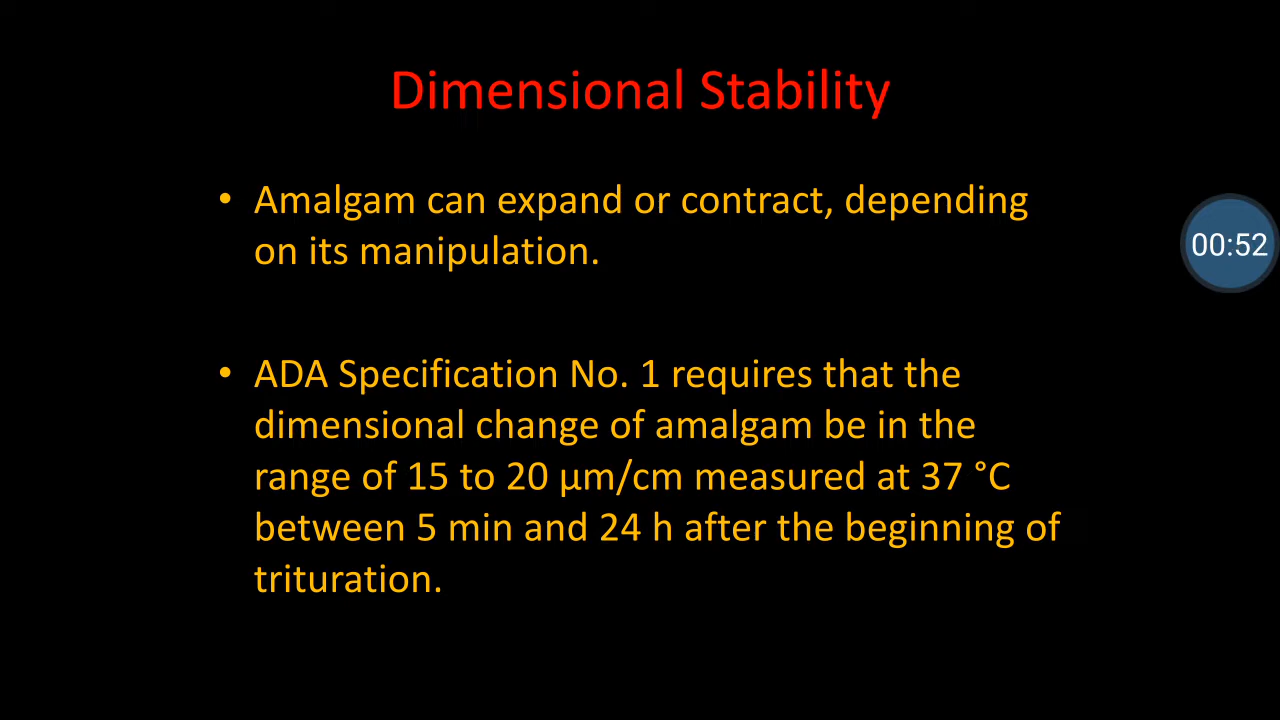 Dimensional Stability
• Amalgam can expand or contract, depending
on its manipulation.
00:52
• ADA Specification No. 1 requires that the
dimensional change of amalgam be in the
range of 15 to 20 µm/cm measured at 37 °C
between 5 min and 24 h after the beginning of
trituration.